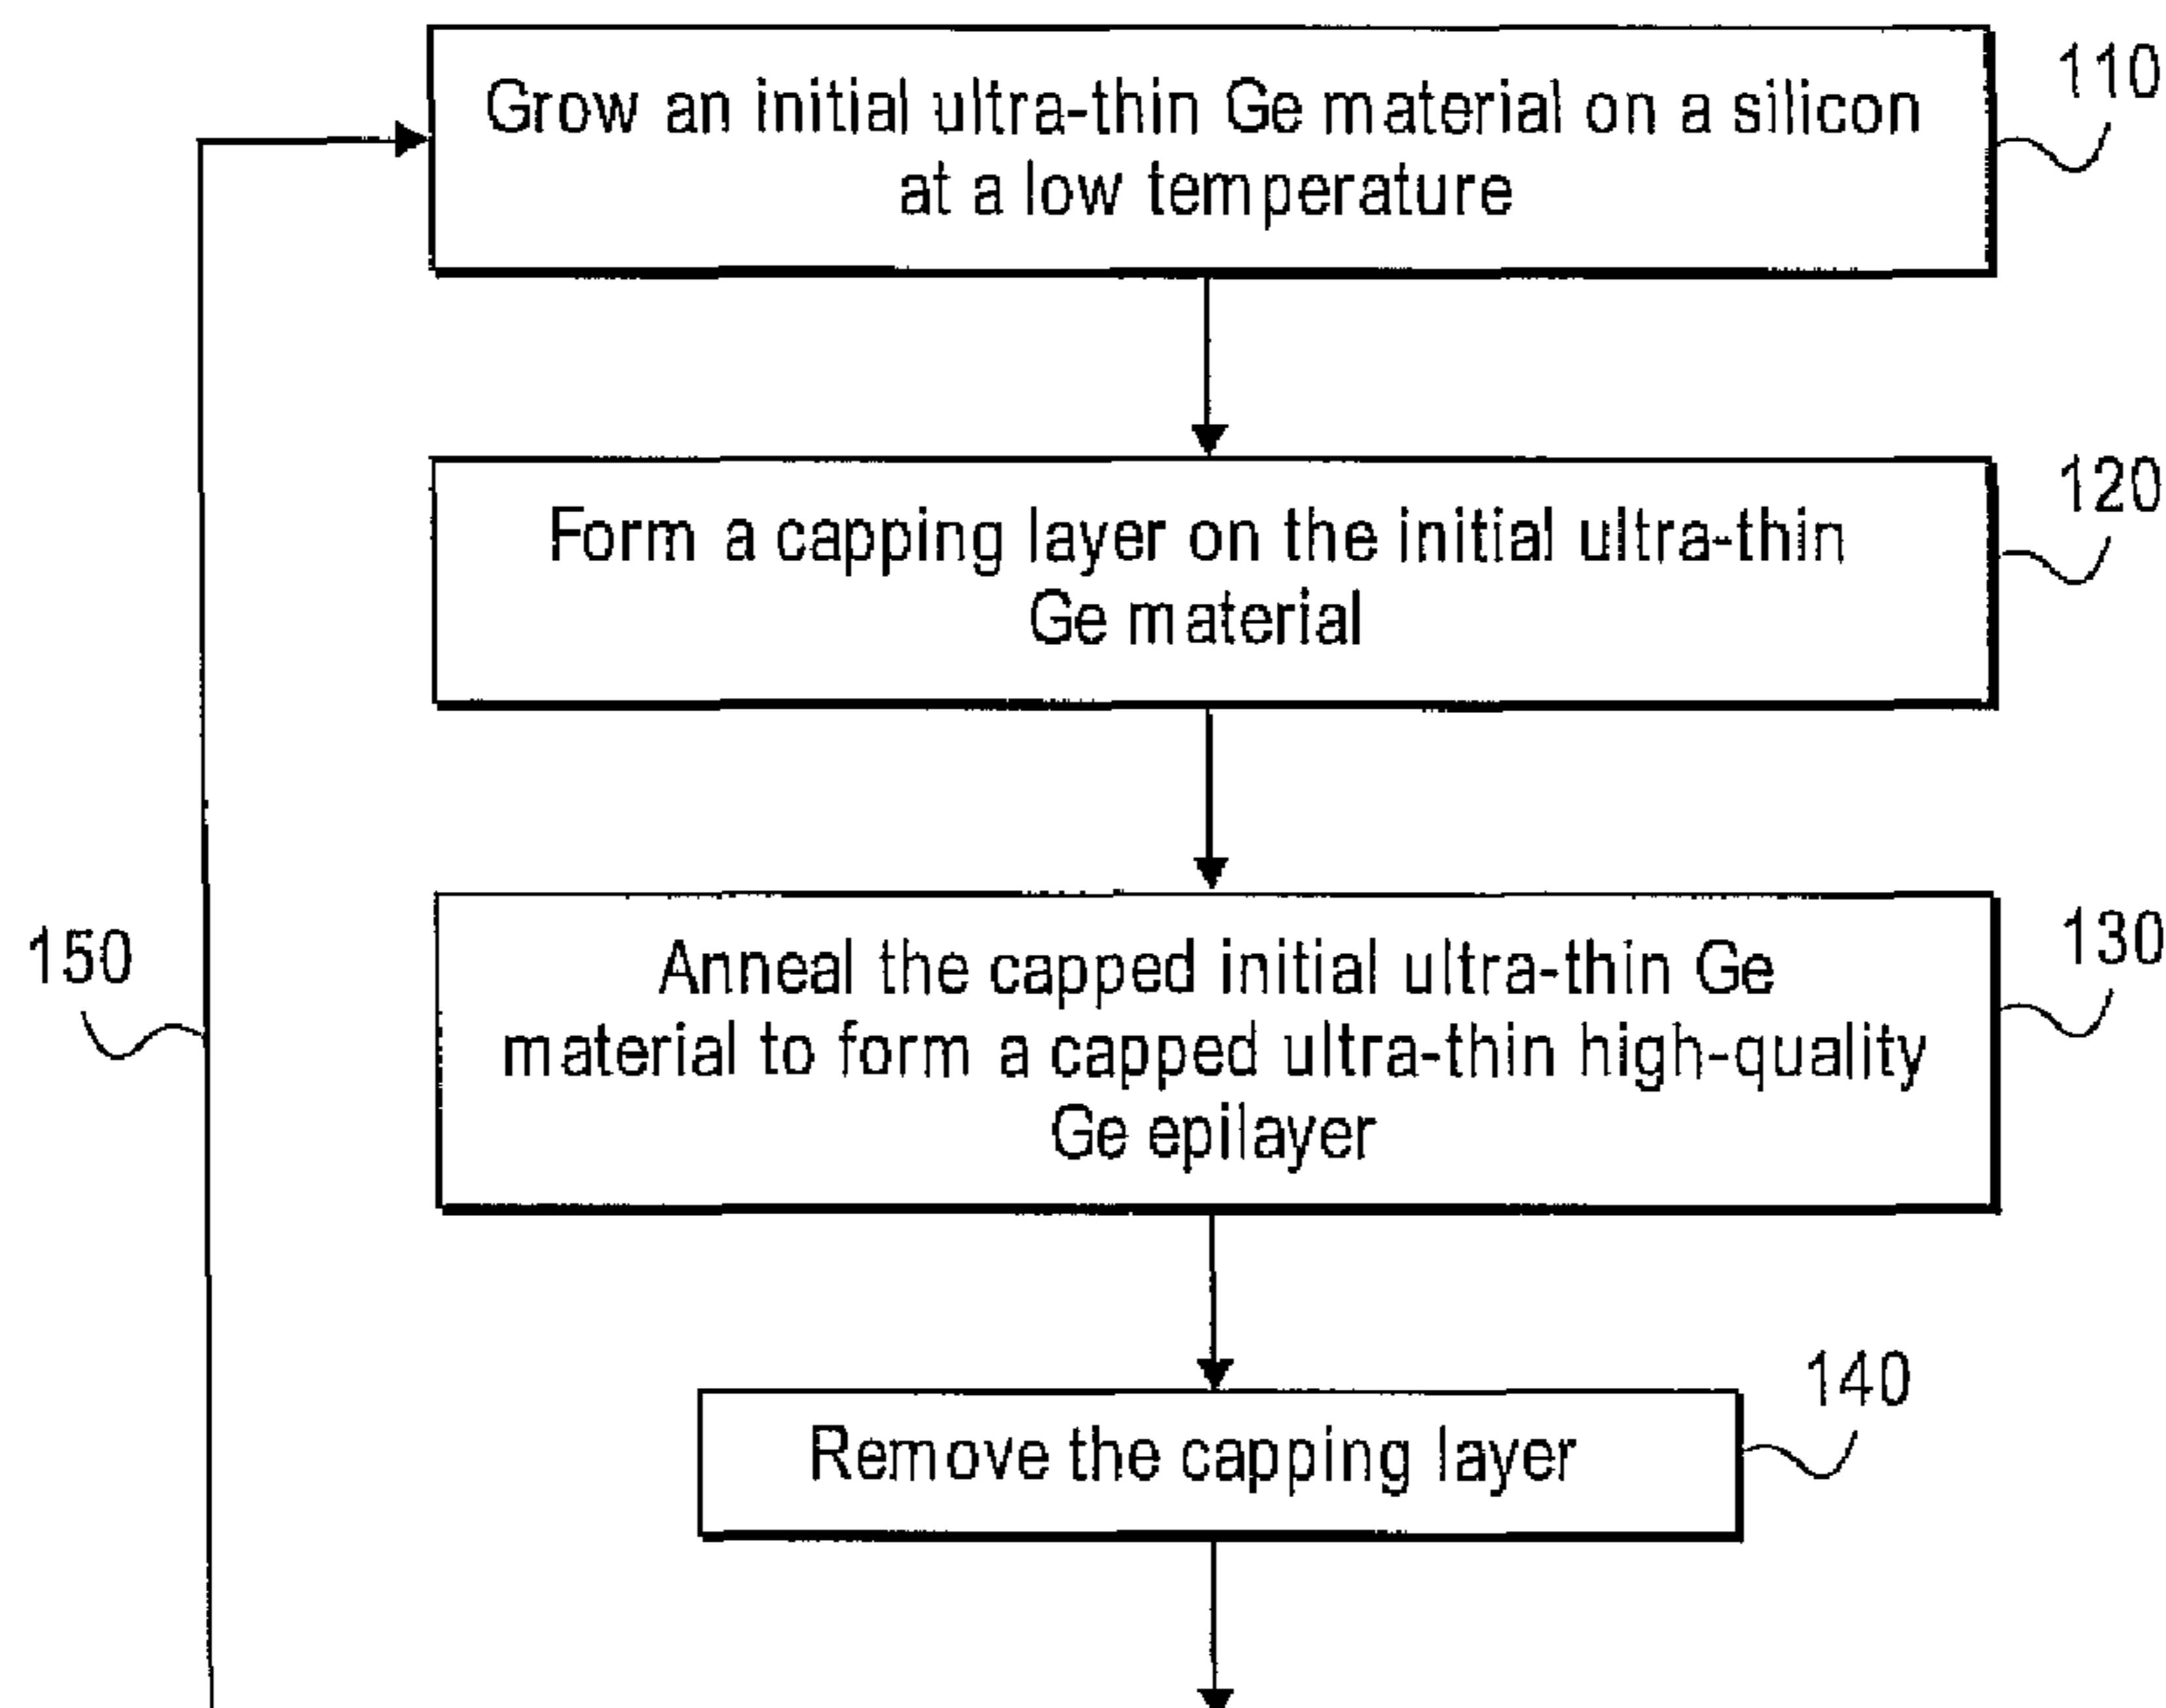 Grow an initial ultra-thin Ge material on a silicon
at a low temperature
110
Form a capping layer on the initial ultra-thin
Ge material
120
Anneal the capped initial ultra-thin Ge
material to form a capped ultra-thin high-quality
Ge epilayer
130
150
Remove the capping layer
140